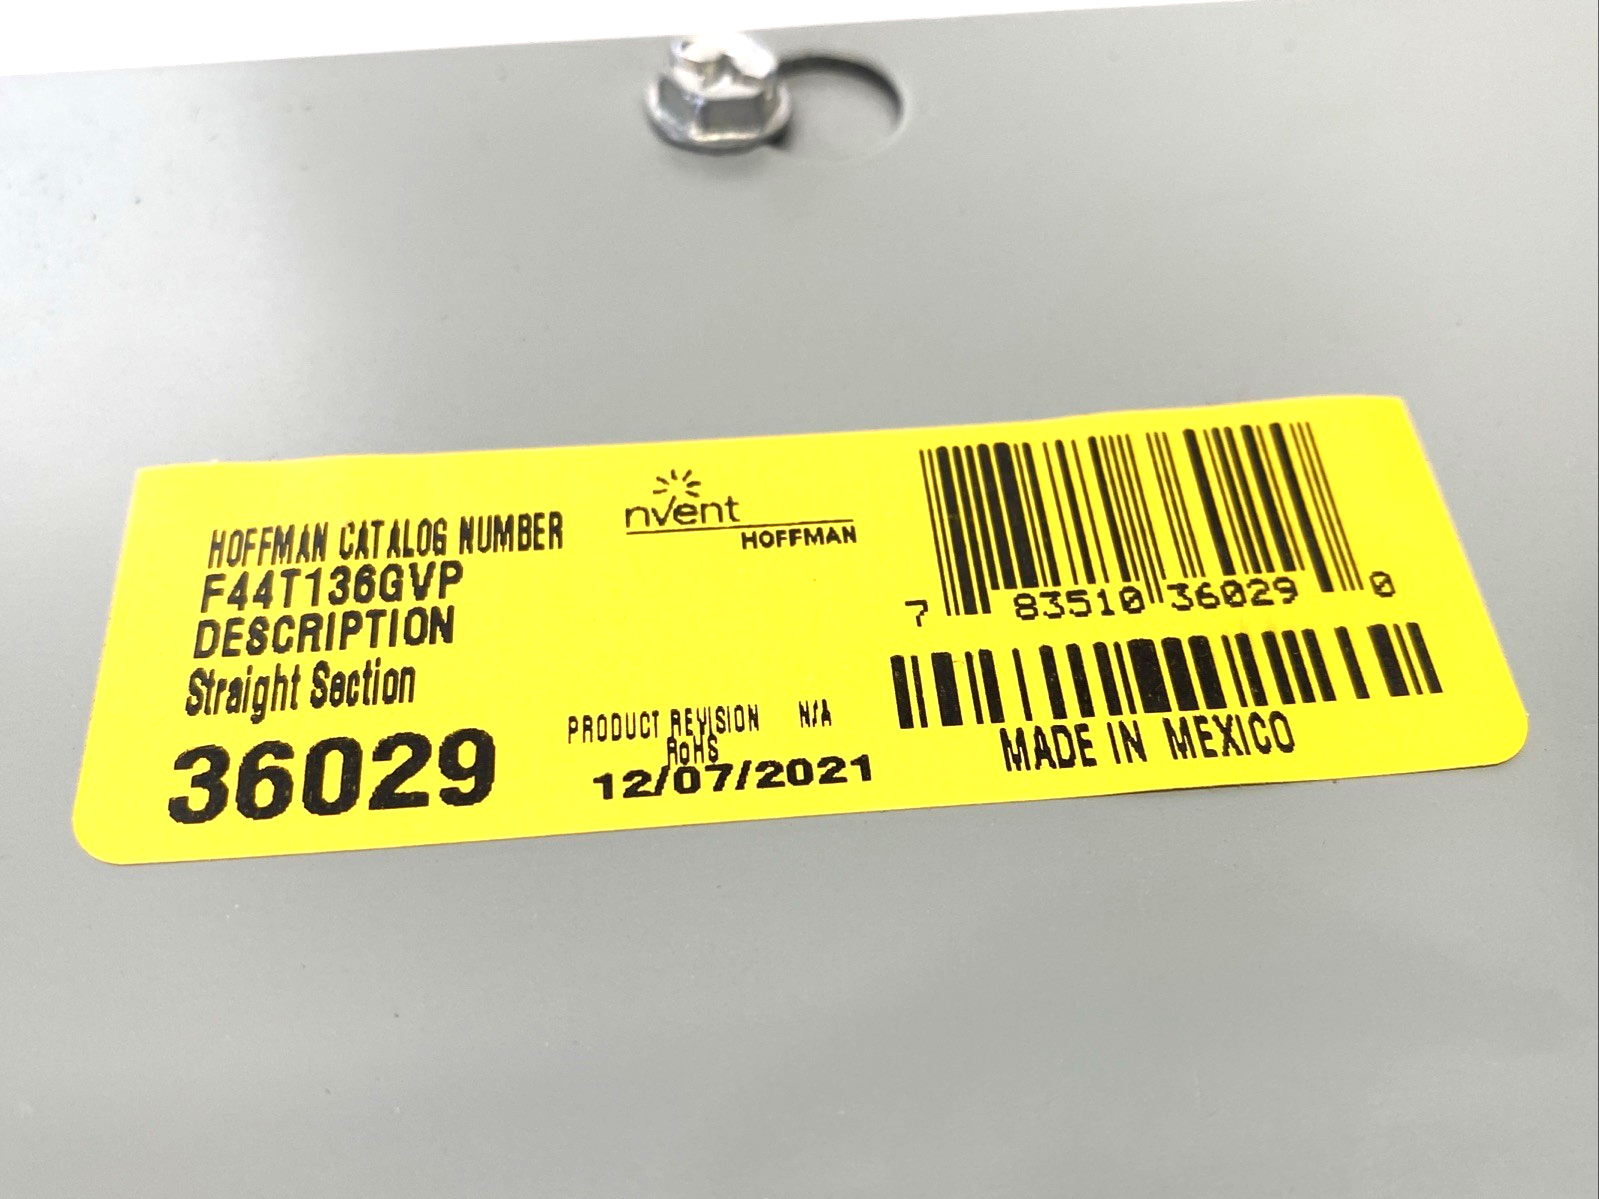 HOFFMAN CATALOG NUMBER
F44T136GVP
DESCRIPTION
Straight Section
36029
nvent
HOFFMAN
PRODUCT REVISION N/A
RoHS
12/07/2021
7 83510 36029 0
MADE IN MEXICO